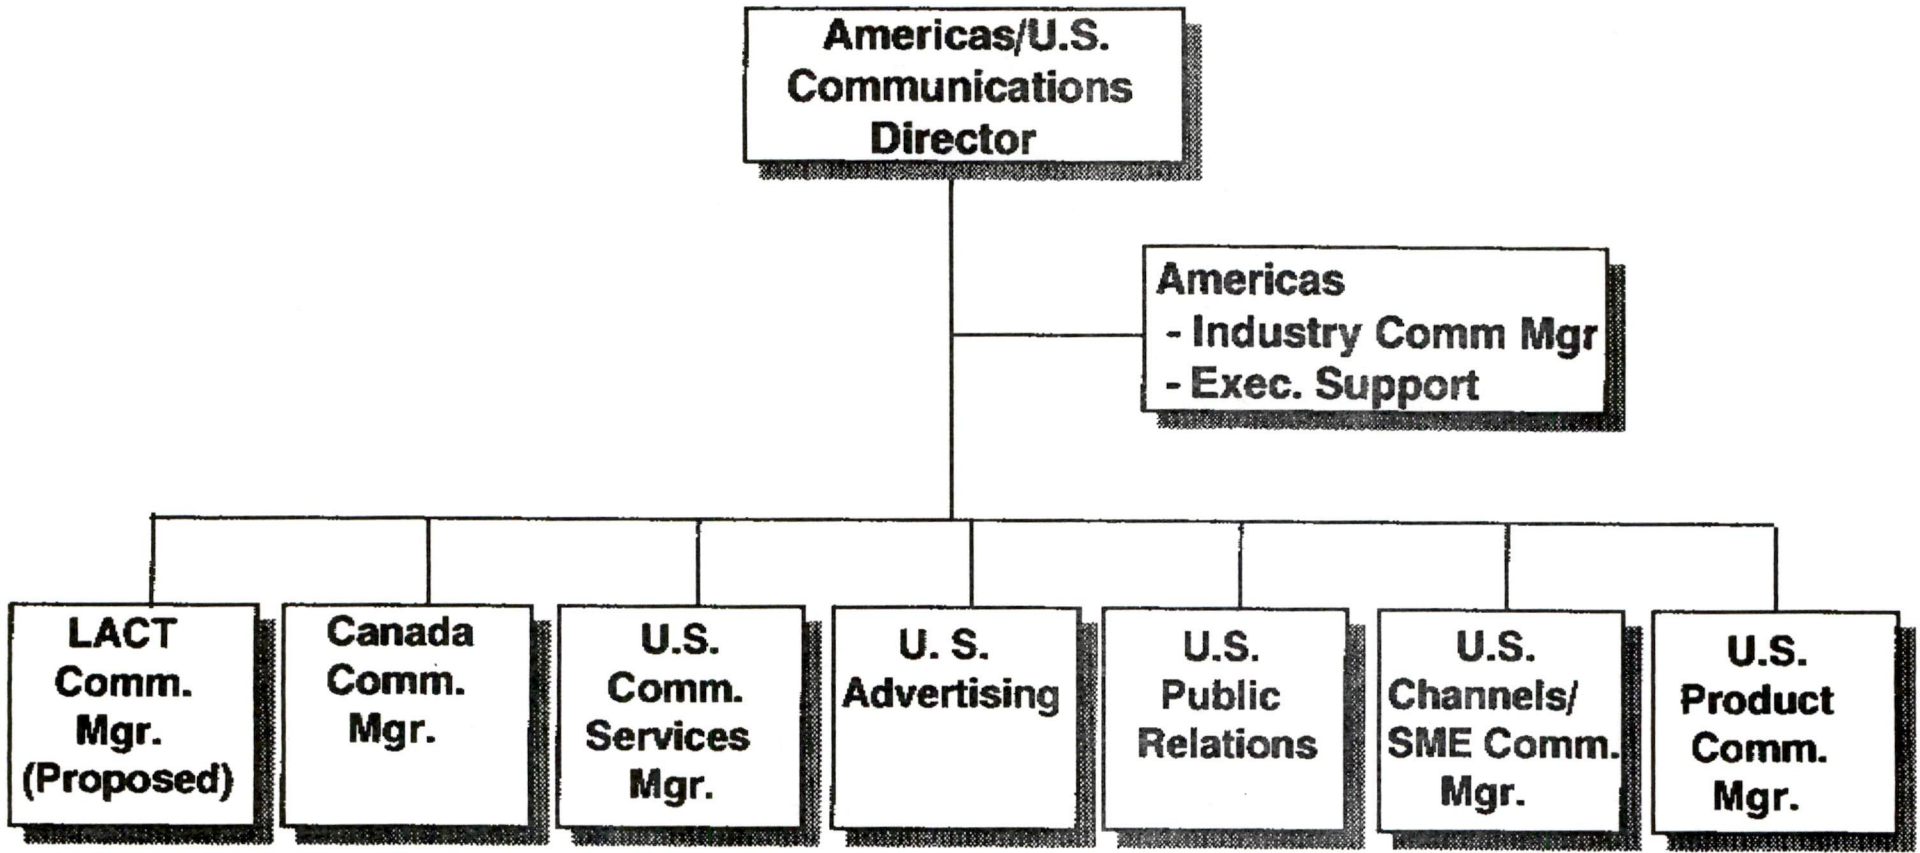 Americas/U.S.
Communications
Director
Americas
- Industry Comm Mgr
- Exec. Support
LACT
Comm.
Mgr.
(Proposed)
Canada
Comm.
Mgr.
U.S.
Comm.
Services
Mgr.
U. S.
Advertising
U.S.
Public
Relations
U.S.
Channels/
SME Comm.
Mgr.
U.S.
Product
Comm.
Mgr.